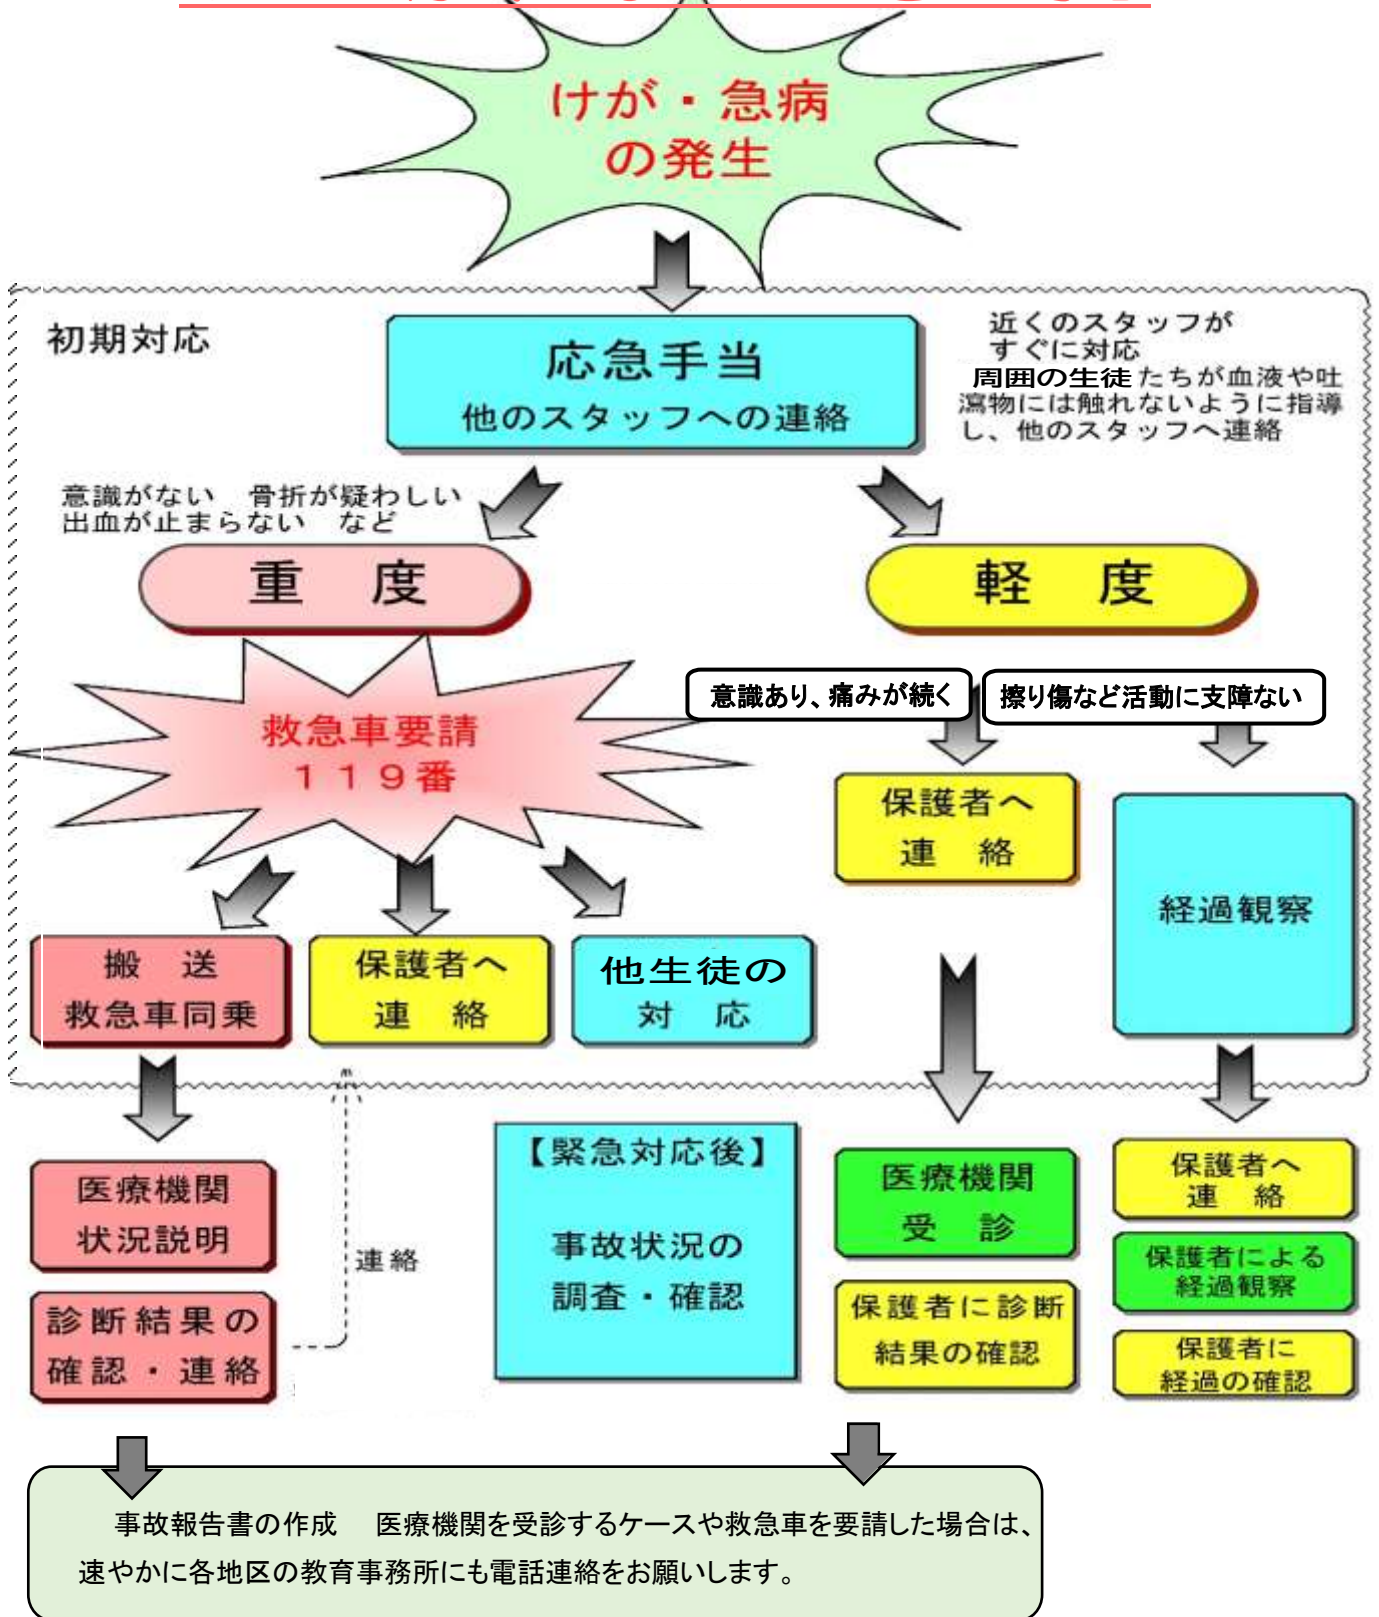 けが・急病
の発生
初期対応
応急手当
他のスタッフへの連絡
近くのスタッフが
すぐに対応
周囲の生徒たちが血液や吐
瀉物には触れないように指導
し、他のスタッフへ連絡
意識がない　骨折が疑わしい
出血が止まらない　など
重　度
軽　度
意識あり、痛みが続く
擦り傷など活動に支障ない
救急車要請
１１９番
保護者へ
連　絡
経過観察
搬　送
救急車同乗
保護者へ
連　絡
他生徒の
対　応
医療機関
状況説明
連絡
診断結果の
確認・連絡
【緊急対応後】
事故状況の
調査・確認
医療機関
受　診
保護者に診断
結果の確認
保護者へ
連　絡
保護者による
経過観察
保護者に
経過の確認
事故報告書の作成　医療機関を受診するケースや救急車を要請した場合は、
速やかに各地区の教育事務所にも電話連絡をお願いします。